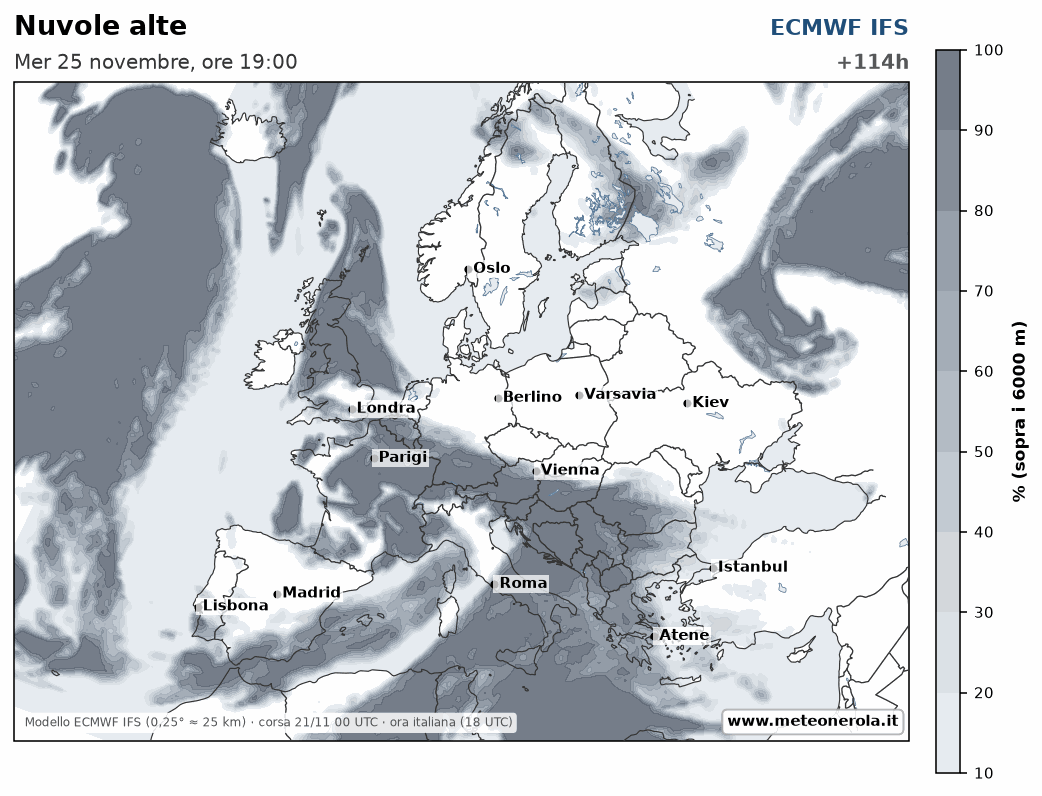 Nuvole alte
ECMWF IFS
Mer 25 novembre, ore 19:00
+114h
Oslo
Berlino
Varsavia
Kiev
Londra
Parigi
Vienna
Istanbul
Roma
Madrid
Lisbona
Atene
Modello ECMWF IFS (0,25° ≈ 25 km) · corsa 21/11 00 UTC · ora italiana (18 UTC)
www.meteonerola.it
100
90
80
70
60
50
40
30
20
10
% (sopra i 6000 m)